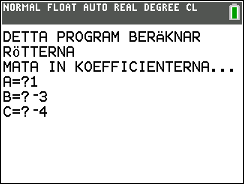 NORMAL FLOAT AUTO REAL DEGREE CL
DETTA PROGRAM BERÄKNAR
RÖTTERNA
MATA IN KOEFFICIENTERNA...
A=?1
B=?-3
C=?-4